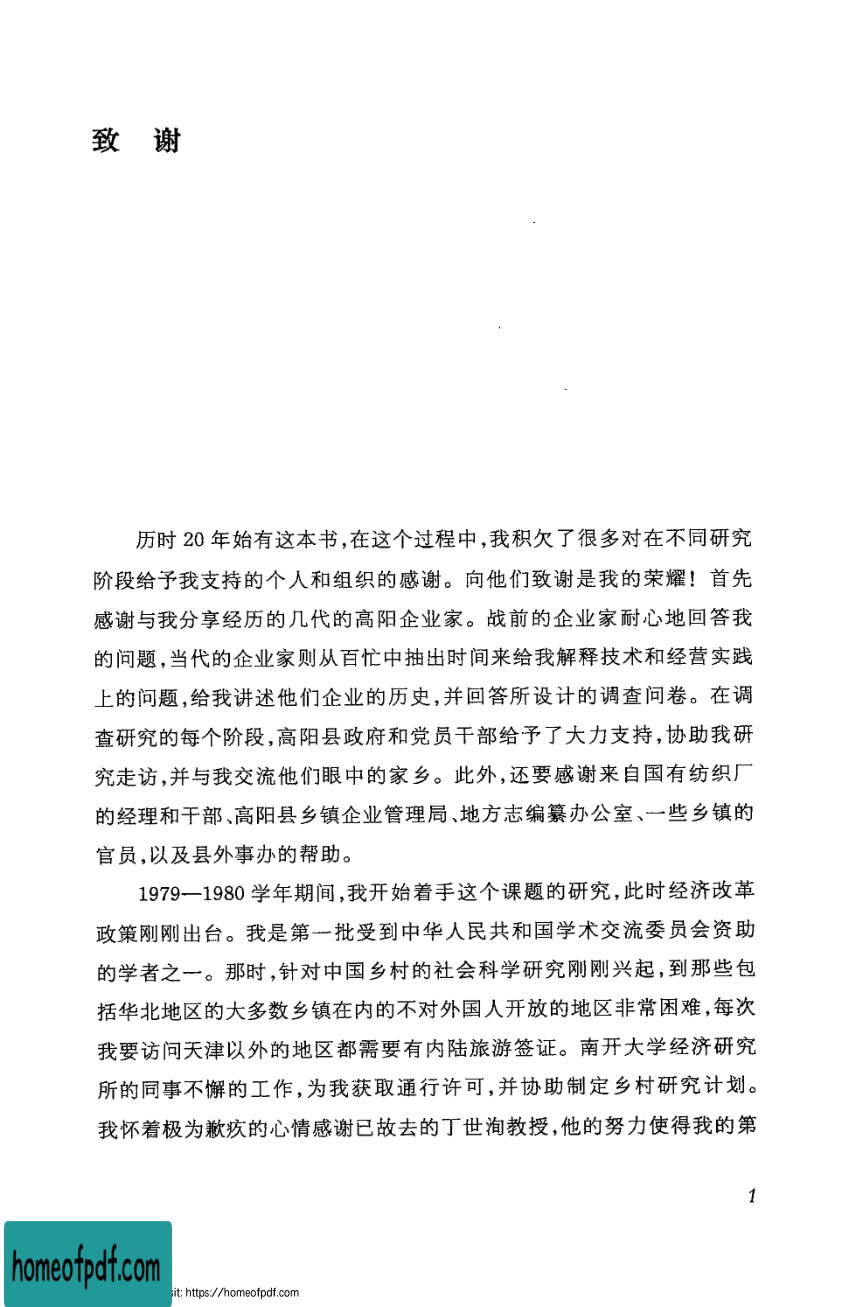 致 谢
历时 20 年始有这本书,在这个过程中,我积欠了很多对在不同研究
阶段给予我支持的个人和组织的感谢。向他们致谢是我的荣耀！首先
感谢与我分享经历的几代的高阳企业家。战前的企业家耐心地回答我
的问题,当代的企业家则从百忙中抽出时间来给我解释技术和经营实践
上的问题,给我讲述他们企业的历史,并回答所设计的调查问卷。在调
查研究的每个阶段,高阳县政府和党员干部给予了大力支持,协助我研
究走访,并与我交流他们眼中的家乡。此外,还要感谢来自国有纺织厂
的经理和干部、高阳县乡镇企业管理局、地方志编纂办公室、一些乡镇的
官员,以及县外事办的帮助。
1979—1980 学年期间,我开始着手这个课题的研究,此时经济改革
政策刚刚出台。我是第一批受到中华人民共和国学术交流委员会资助
的学者之一。那时,针对中国乡村的社会科学研究刚刚兴起,到那些包
括华北地区的大多数乡镇在内的不对外国人开放的地区非常困难,每次
我要访问天津以外的地区都需要有内陆旅游签证。南开大学经济研究
所的同事不懈的工作,为我获取通行许可,并协助制定乡村研究计划。
我怀着极为歉疚的心情感谢已故去的丁世洵教授,他的努力使得我的第
1
homeofpdf.com
sit: https://homeofpdf.com